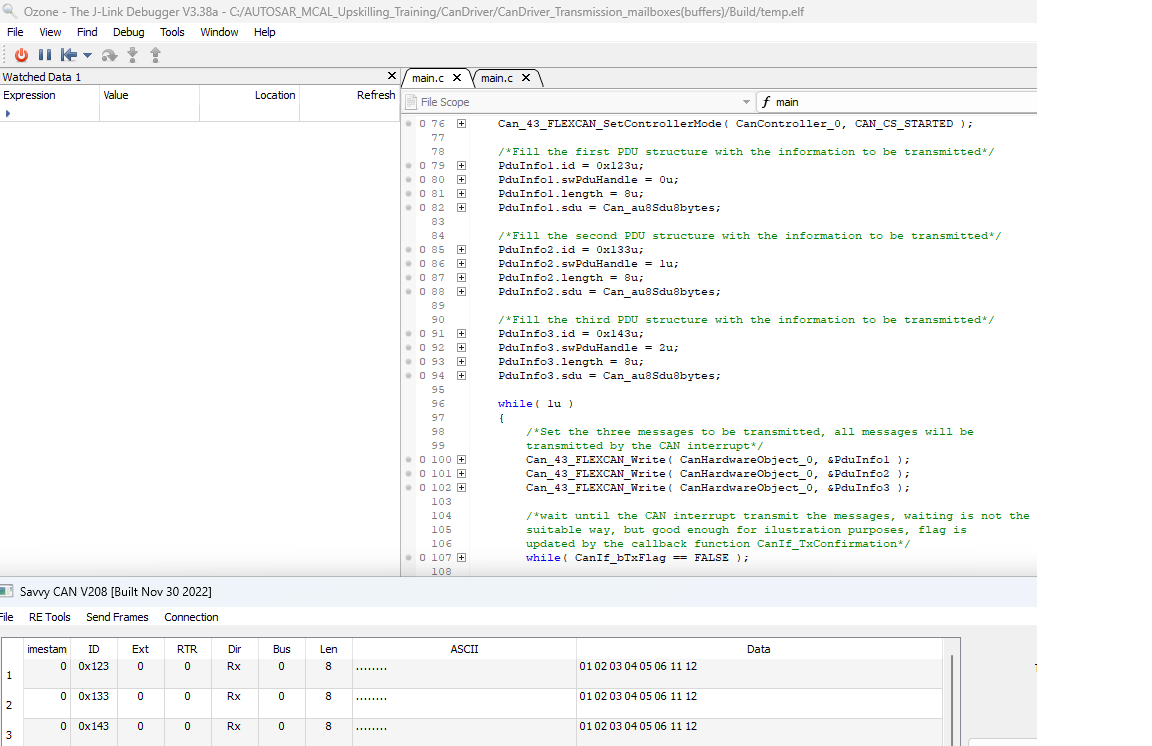 Ozone - The J-Link Debugger V3.38a - C:/AUTOSAR_MCAL_Upskilling_Training/CanDriver/CanDriver_Transmission_mailboxes(buffers)/Build/temp.elf
File View Find Debug Tools Window Help
Watched Data 1
Expression Value Location Refresh
main.c main.c
File Scope main
0 76 Can_43_FLEXCAN_SetControllerMode( CanController_0, CAN_CS_STARTED );
77
78 /*Fill the first PDU structure with the information to be transmitted*/
0 79 PduInfo1.id = 0x123u;
0 80 PduInfo1.swPduHandle = 0u;
0 81 PduInfo1.length = 8u;
0 82 PduInfo1.sdu = Can_au8Sdu8bytes;
83
84 /*Fill the second PDU structure with the information to be transmitted*/
0 85 PduInfo2.id = 0x133u;
0 86 PduInfo2.swPduHandle = 1u;
0 87 PduInfo2.length = 8u;
0 88 PduInfo2.sdu = Can_au8Sdu8bytes;
89
90 /*Fill the third PDU structure with the information to be transmitted*/
0 91 PduInfo3.id = 0x143u;
0 92 PduInfo3.swPduHandle = 2u;
0 93 PduInfo3.length = 8u;
0 94 PduInfo3.sdu = Can_au8Sdu8bytes;
95
96 while( 1u )
97 {
98 /*Set the three messages to be transmitted, all messages will be
99 transmitted by the CAN interrupt*/
0 100 Can_43_FLEXCAN_Write( CanHardwareObject_0, &PduInfo1 );
0 101 Can_43_FLEXCAN_Write( CanHardwareObject_0, &PduInfo2 );
0 102 Can_43_FLEXCAN_Write( CanHardwareObject_0, &PduInfo3 );
103
104 /*wait until the CAN interrupt transmit the messages, waiting is not the
105 suitable way, but good enough for ilustration purposes, flag is
106 updated by the callback function CanIf_TxConfirmation*/
0 107 while( CanIf_bTxFlag == FALSE );
108
Savvy CAN V208 [Built Nov 30 2022]
File RE Tools Send Frames Connection
imestam ID Ext RTR Dir Bus Len ASCII Data
1 0 0x123 0 0 Rx 0 8 ........ 01 02 03 04 05 06 11 12
2 0 0x133 0 0 Rx 0 8 ........ 01 02 03 04 05 06 11 12
3 0 0x143 0 0 Rx 0 8 ........ 01 02 03 04 05 06 11 12